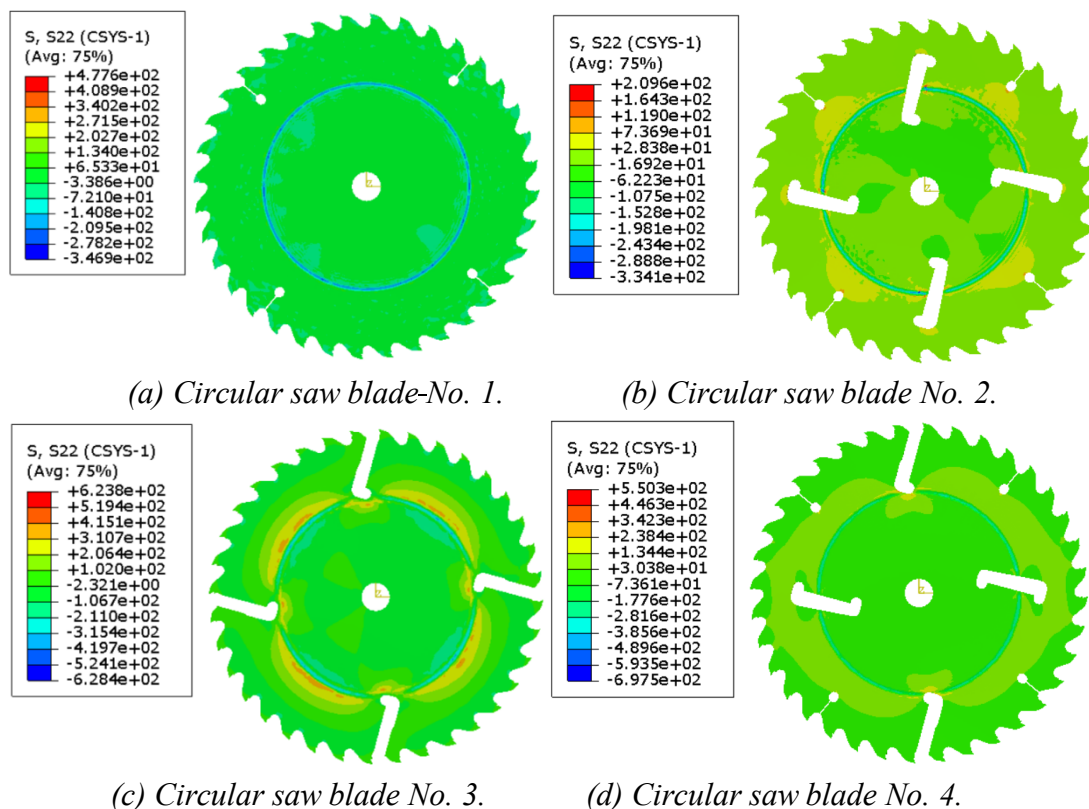 S, S22 (CSYS-1)
(Avg: 75%)
+4.776e+02
+4.089e+02
+3.402e+02
+2.715e+02
+2.027e+02
+1.340e+02
+6.533e+01
-3.386e+00
-7.210e+01
-1.408e+02
-2.095e+02
-2.782e+02
-3.469e+02
Z
(a) Circular saw blade-No. 1.
S, S22 (CSYS-1)
(Avg: 75%)
+2.096e+02
+1.643e+02
+1.190e+02
+7.369e+01
+2.838e+01
-1.692e+01
-6.223e+01
-1.075e+02
-1.528e+02
-1.981e+02
-2.434e+02
-2.888e+02
-3.341e+02
Z
(b) Circular saw blade No. 2.
S, S22 (CSYS-1)
(Avg: 75%)
+6.238e+02
+5.194e+02
+4.151e+02
+3.107e+02
+2.064e+02
+1.020e+02
-2.321e+00
-1.067e+02
-2.110e+02
-3.154e+02
-4.197e+02
-5.241e+02
-6.284e+02
Z
(c) Circular saw blade No. 3.
S, S22 (CSYS-1)
(Avg: 75%)
+5.503e+02
+4.463e+02
+3.423e+02
+2.384e+02
+1.344e+02
+3.038e+01
-7.361e+01
-1.776e+02
-2.816e+02
-3.856e+02
-4.896e+02
-5.935e+02
-6.975e+02
Z
(d) Circular saw blade No. 4.